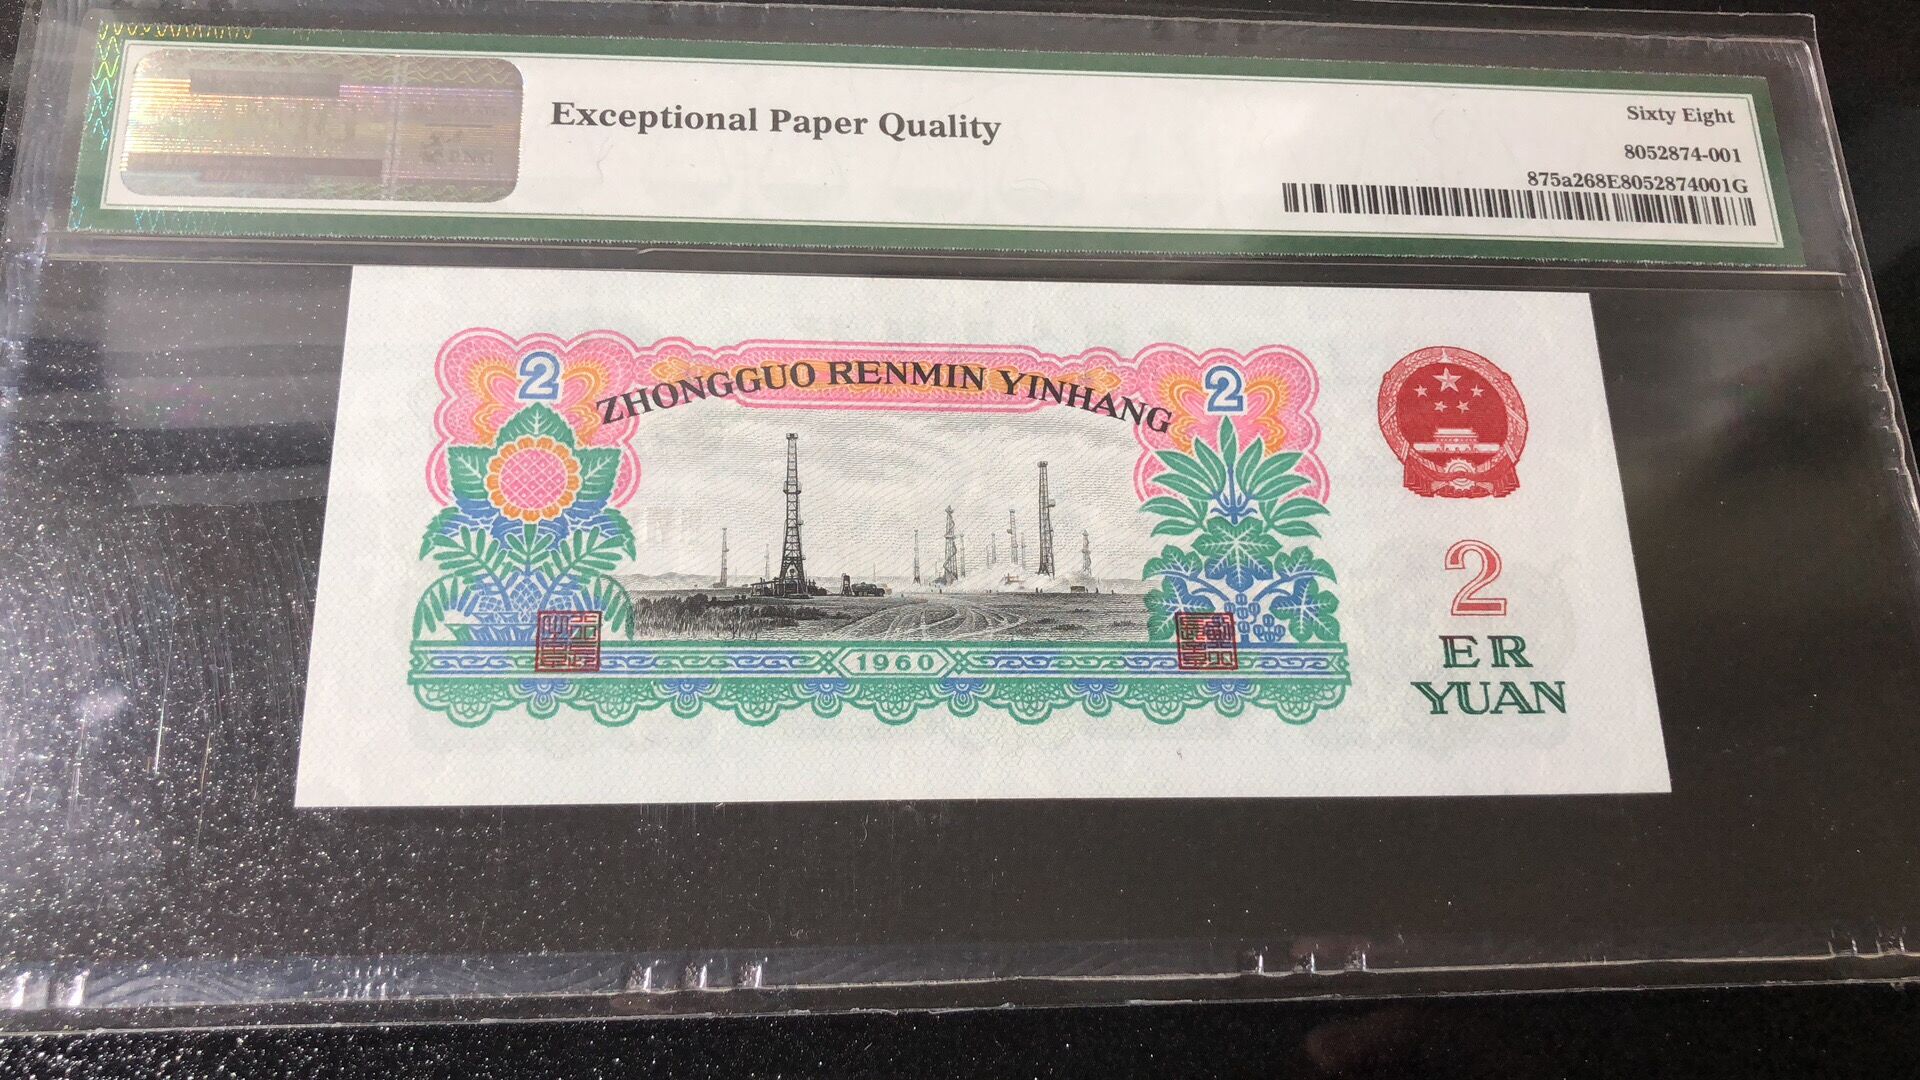 Exceptional Paper Quality
Sixty Eight
8052874-001
875a268E8052874001G
2
ZHONGGUO RENMIN YINHANG
2
2
ER
YUAN
1960